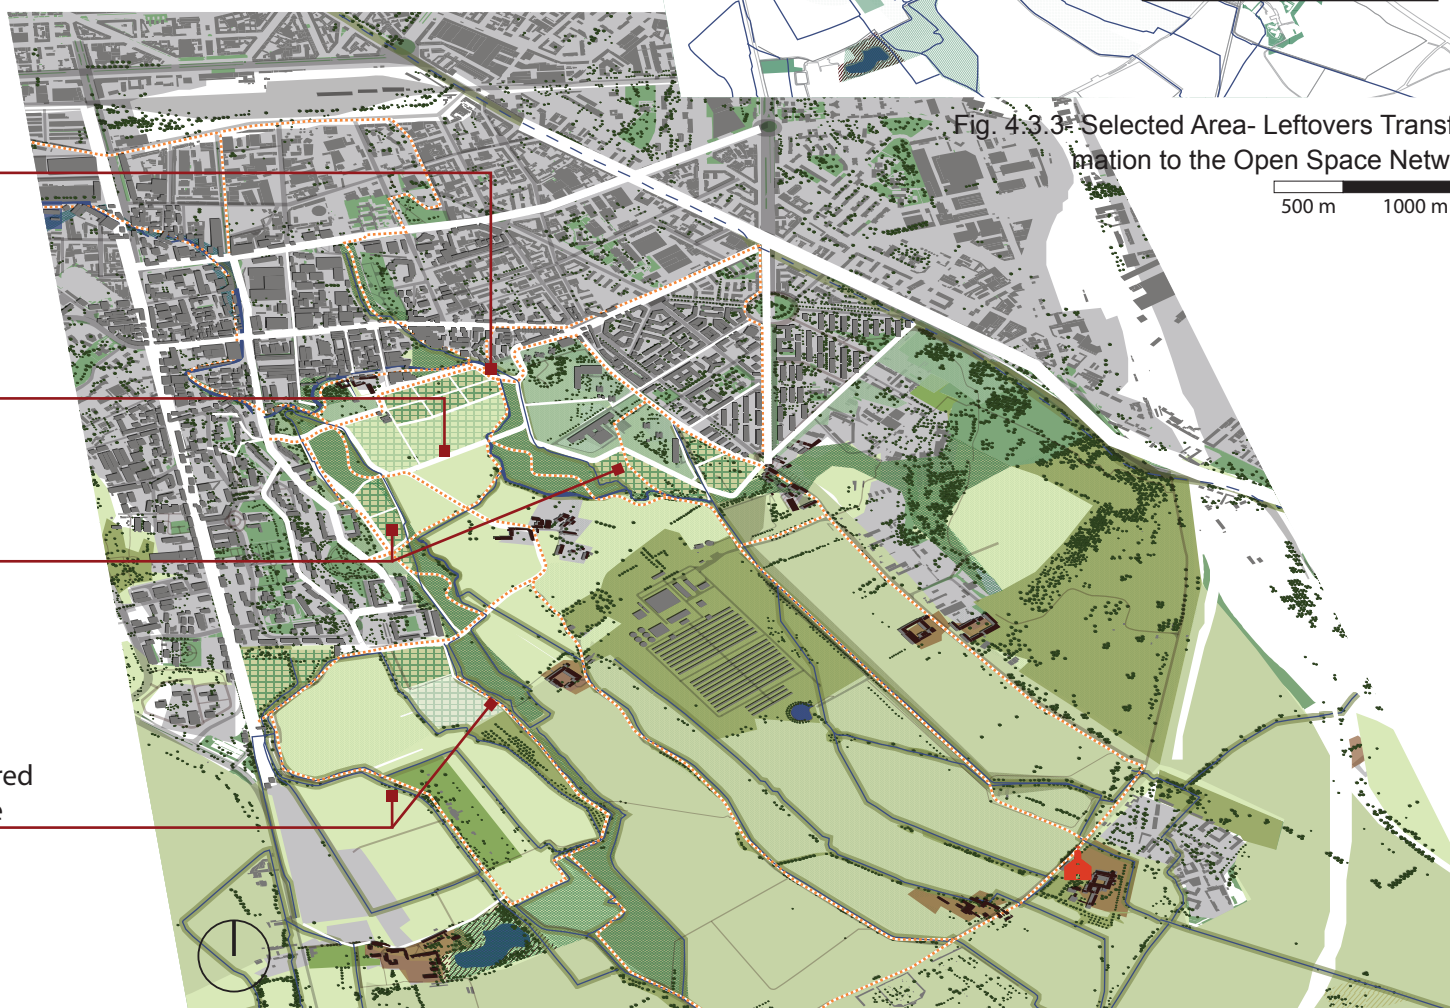 Fig. 4.3.3- Selected Area- Leftovers Transf
mation to the Open Space Netw
500 m 1000 m
red
e